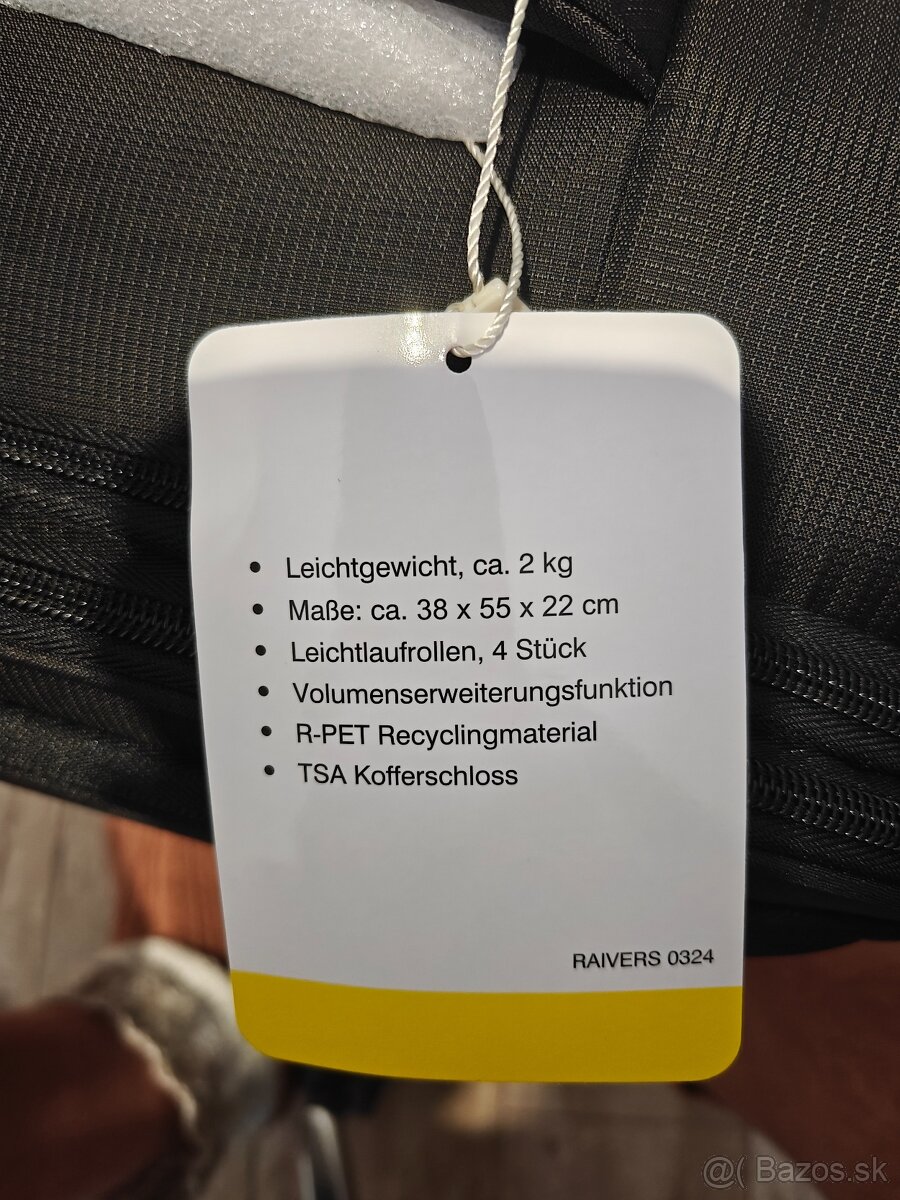 • Leichtgewicht, ca. 2 kg
• Maße: ca. 38 x 55 x 22 cm
• Leichtlaufrollen, 4 Stück
• Volumenserweiterungsfunktion
• R-PET Recyclingmaterial
• TSA Kofferschloss
RAIVERS 0324
@( Bazos.sk